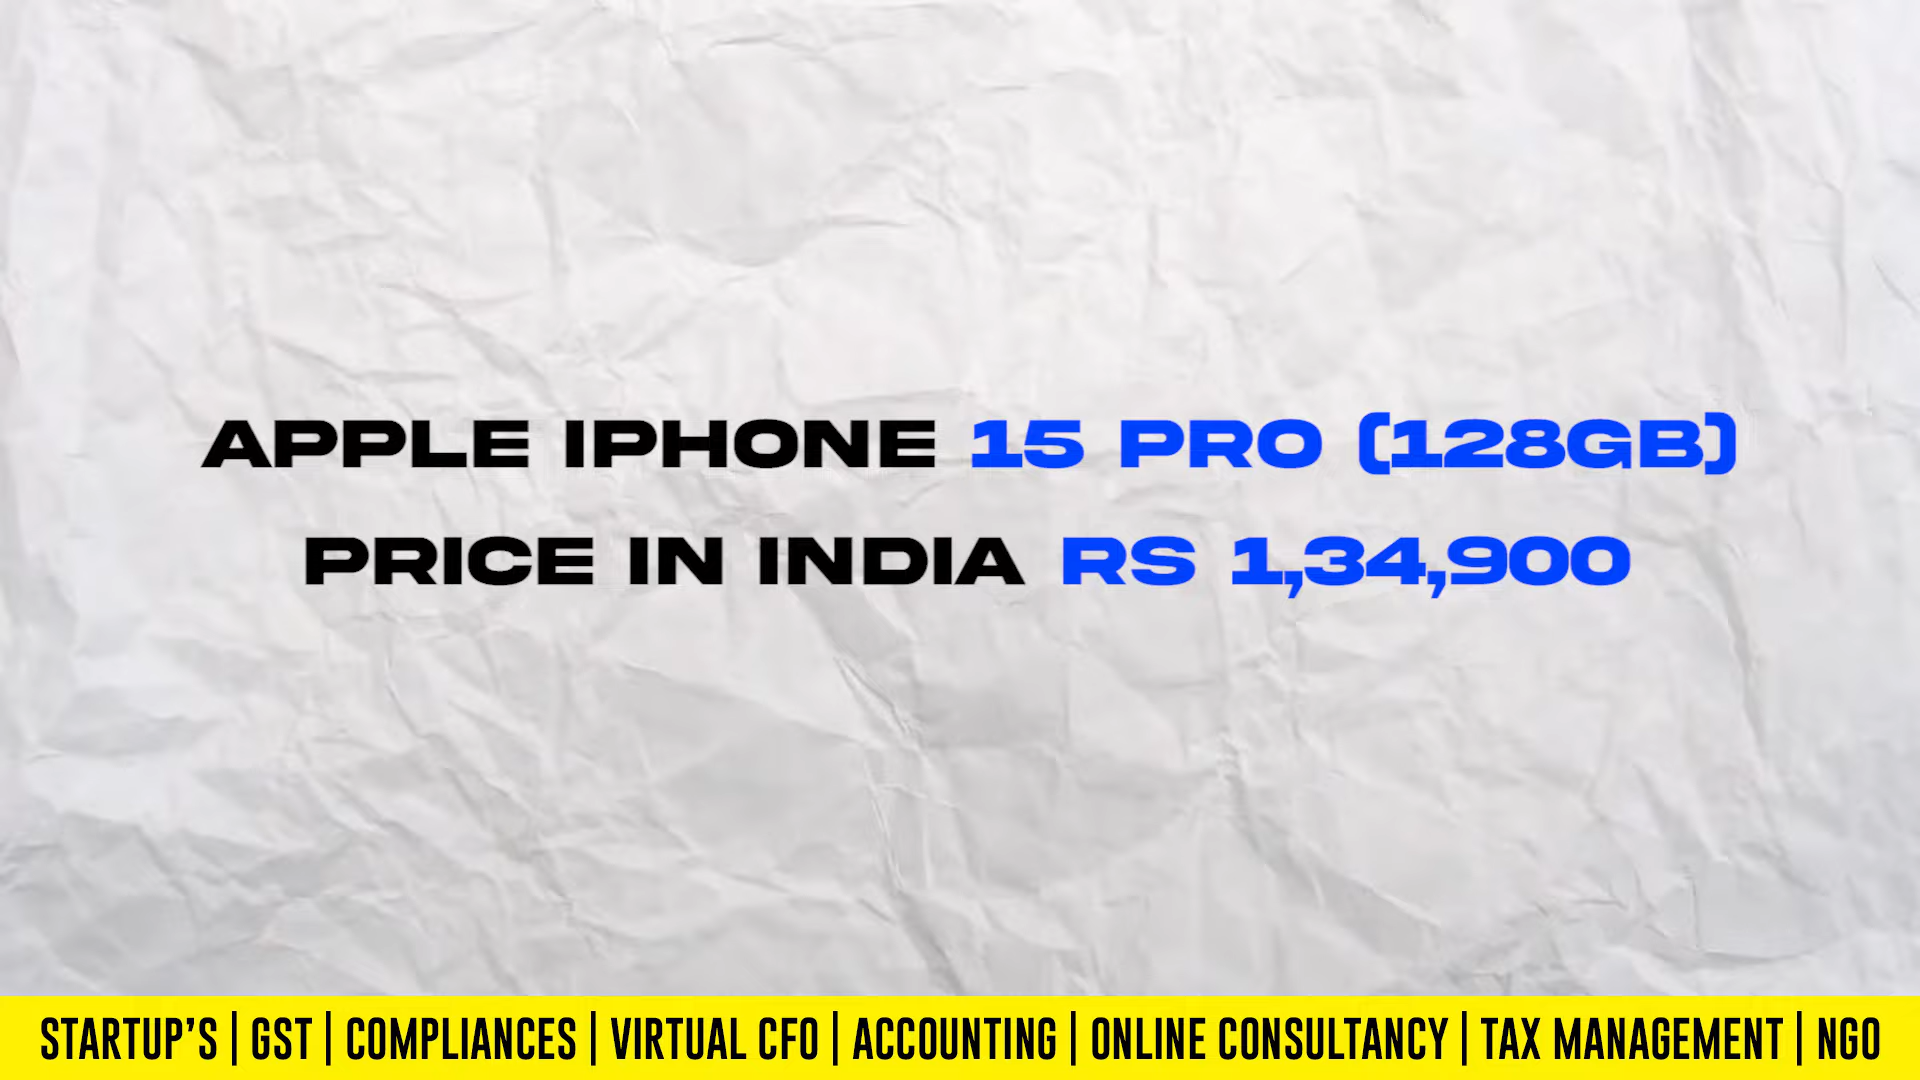 APPLE IPHONE 15 PRO (128GB)
PRICE IN INDIA RS 1,34,900
STARTUP'S | GST | COMPLIANCES | VIRTUAL CFO | ACCOUNTING | ONLINE CONSULTANCY | TAX MANAGEMENT | NGO